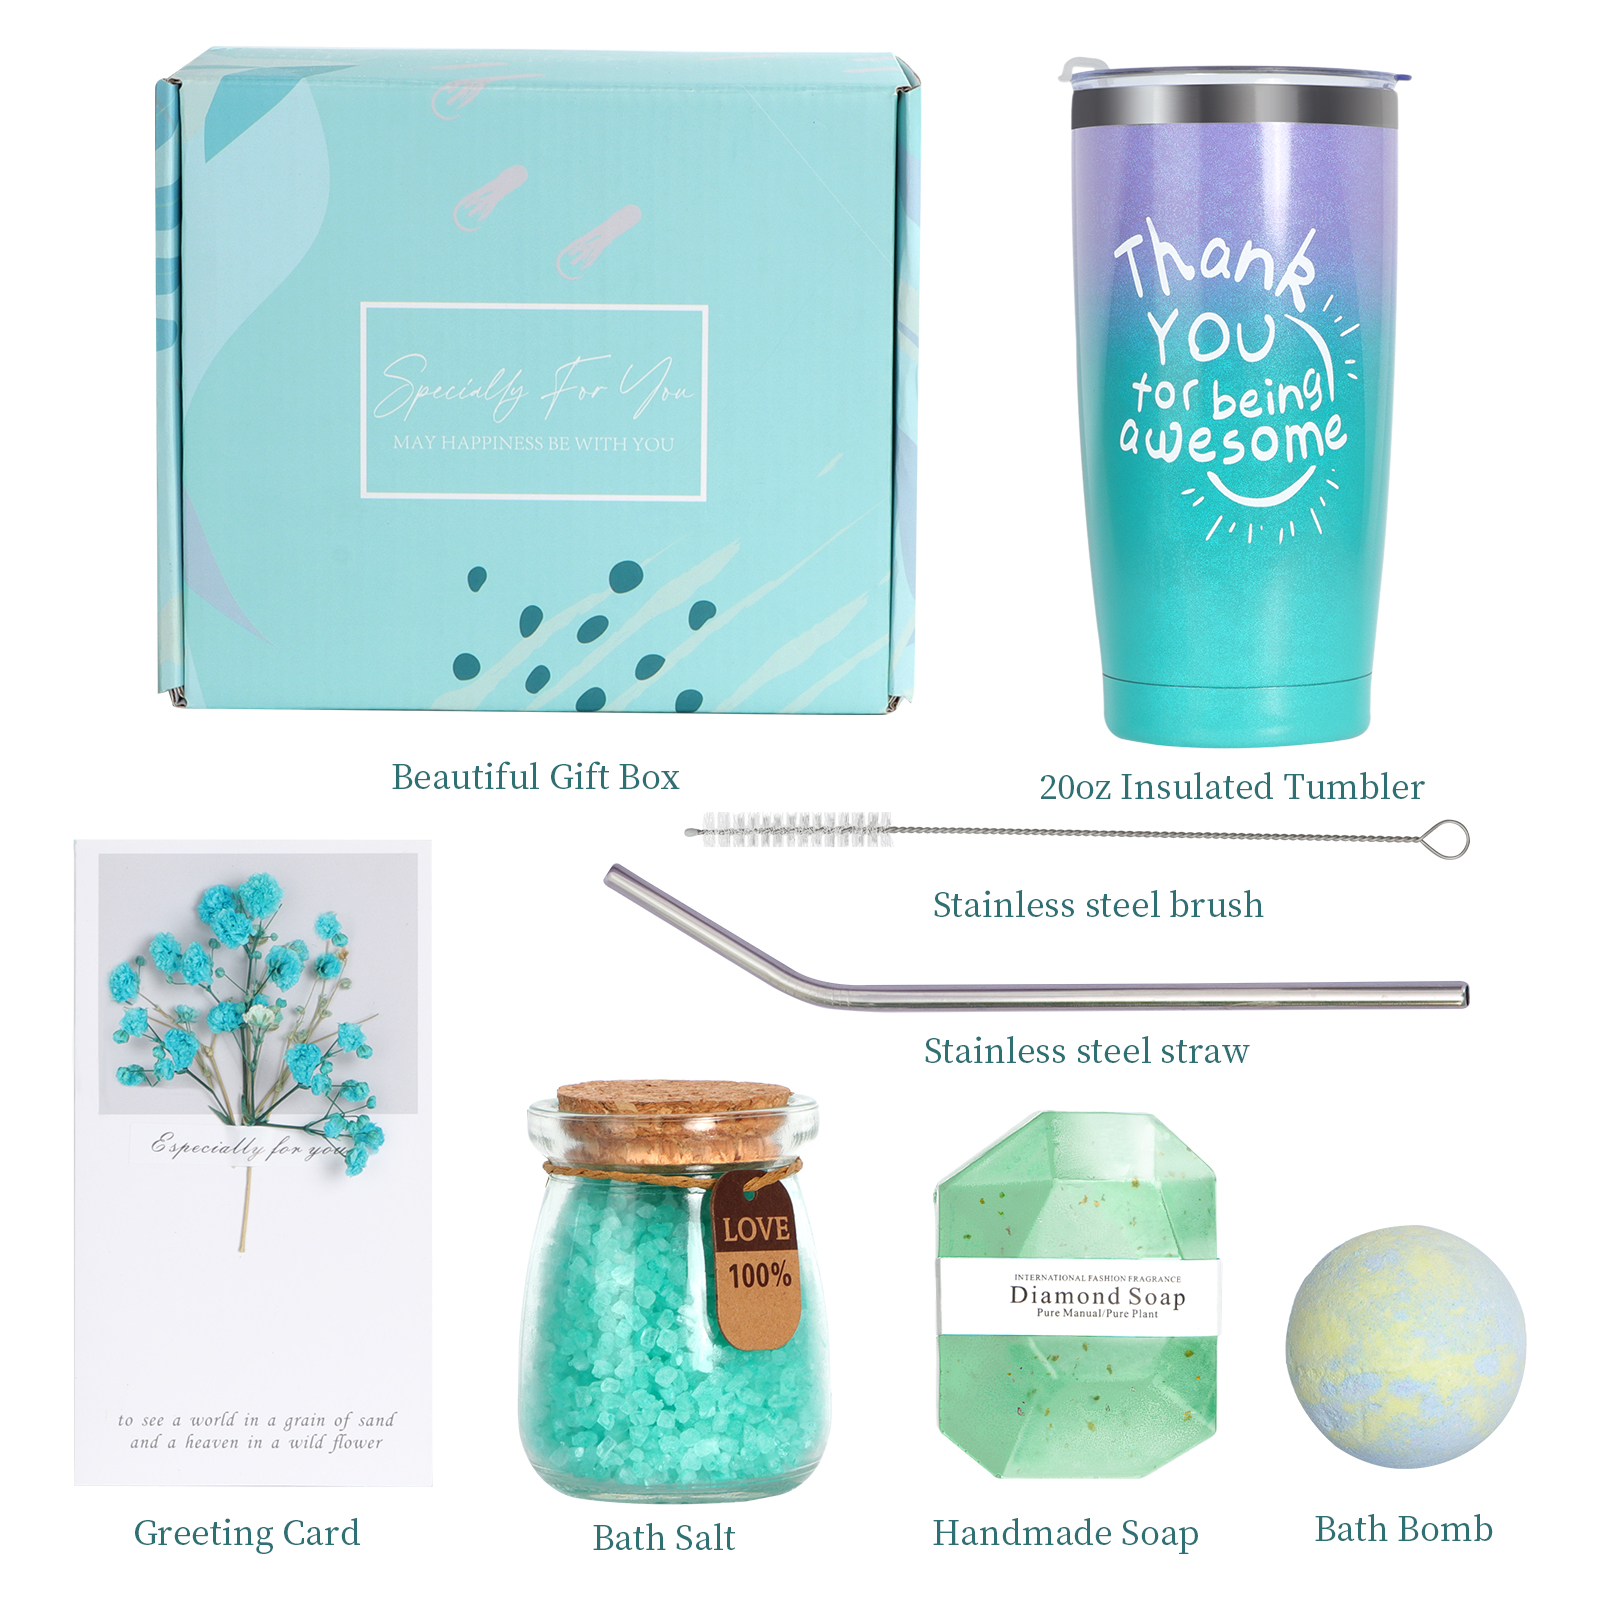 Specially For You
MAY HAPPINESS BE WITH YOU
Beautiful Gift Box
Thank
YOU
for being
awesome
20oz Insulated Tumbler
Stainless steel brush
Stainless steel straw
Especially for you
to see a world in a grain of sand
and a heaven in a wild flower
Greeting Card
LOVE
100%
Bath Salt
INTERNATIONAL FASHION FRAGRANCE
Diamond Soap
Pure Manual/Pure Plant
Handmade Soap
Bath Bomb